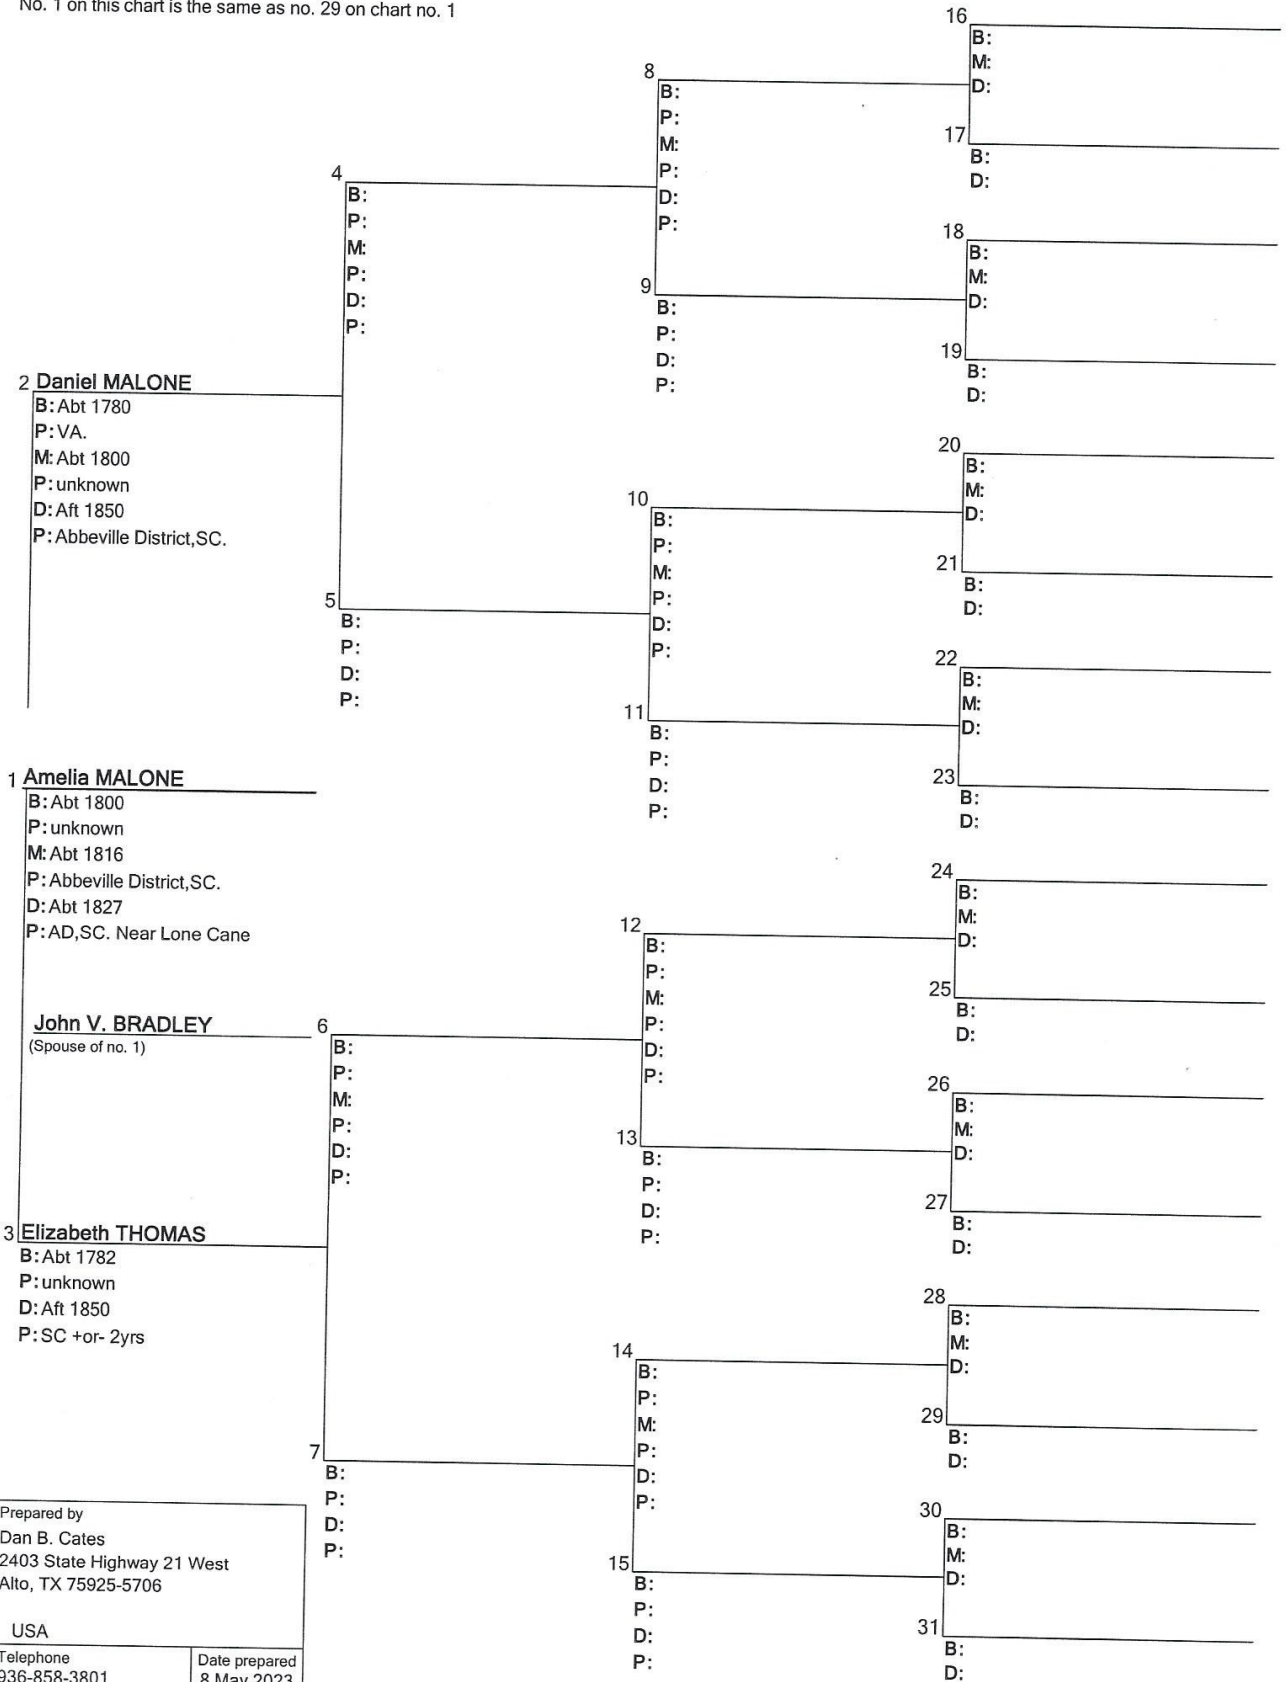 No. 1 on this chart is the same as no. 29 on chart no. 1
2 Daniel MALONE
B: Abt 1780
P: VA.
M: Abt 1800
P: unknown
D: Aft 1850
P: Abbeville District,SC.
1 Amelia MALONE
B: Abt 1800
P: unknown
M: Abt 1816
P: Abbeville District,SC.
D: Abt 1827
P: AD,SC. Near Lone Cane
John V. BRADLEY
(Spouse of no. 1)
3 Elizabeth THOMAS
B: Abt 1782
P: unknown
D: Aft 1850
P: SC +or- 2yrs
4
B:
P:
M:
P:
D:
P:
5
B:
P:
D:
P:
6
B:
P:
M:
P:
D:
P:
7
B:
P:
D:
P:
8
B:
P:
M:
P:
D:
P:
9
B:
P:
D:
P:
10
B:
P:
M:
P:
D:
P:
11
B:
P:
D:
P:
12
B:
P:
M:
P:
D:
P:
13
B:
P:
D:
P:
14
B:
P:
M:
P:
D:
P:
15
B:
P:
D:
P:
16
B:
M:
D:
17
B:
D:
18
B:
M:
D:
19
B:
D:
20
B:
M:
D:
21
B:
D:
22
B:
M:
D:
23
B:
D:
24
B:
M:
D:
25
B:
D:
26
B:
M:
D:
27
B:
D:
28
B:
M:
D:
29
B:
D:
30
B:
M:
D:
31
B:
D:
Prepared by
Dan B. Cates
2403 State Highway 21 West
Alto, TX 75925-5706
USA
Telephone
936-858-3801
Date prepared
8 May 2023